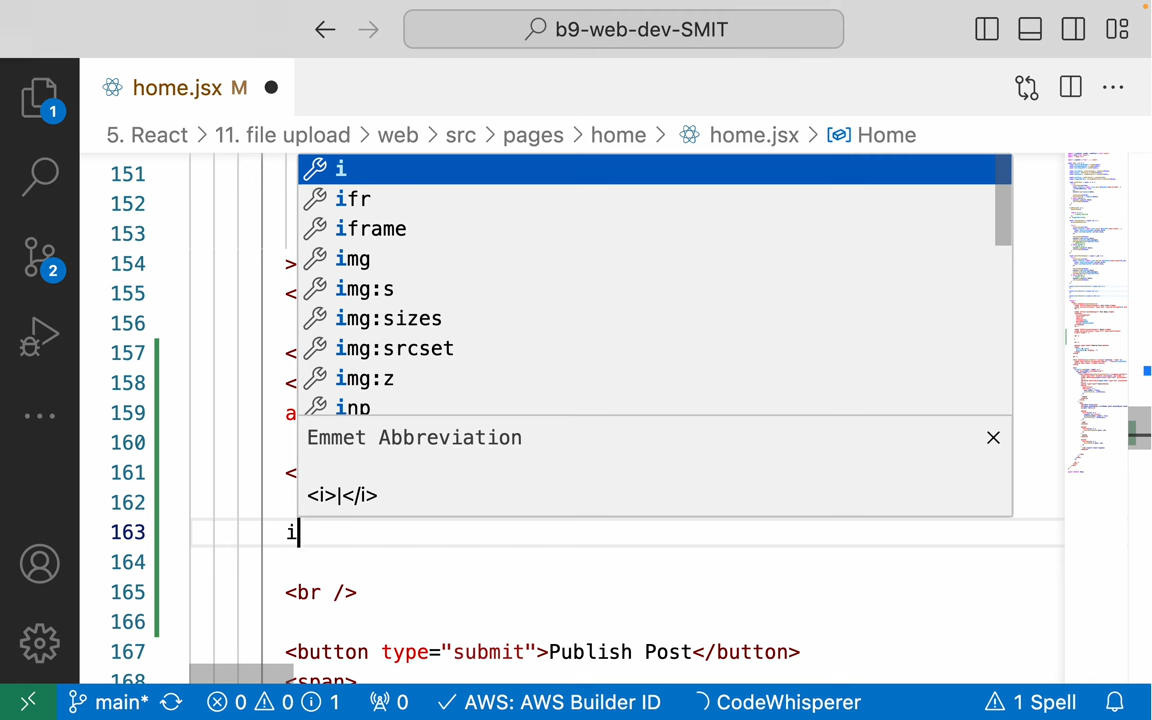 b9-web-dev-SMIT
home.jsx M
5. React > 11. file upload > web > src > pages > home > home.jsx > Home
151 i
152 ifr
153 iframe
154 > img
155 < img:s
156 img:sizes
157 < img:srcset
158 < img:z
159 a inp
160 Emmet Abbreviation
161 <
162 <i>|</i>
163 i
164
165 <br />
166
167 <button type="submit">Publish Post</button>
168 <span>
1
2
main* 0 0 1 0 AWS: AWS Builder ID CodeWhisperer 1 Spell